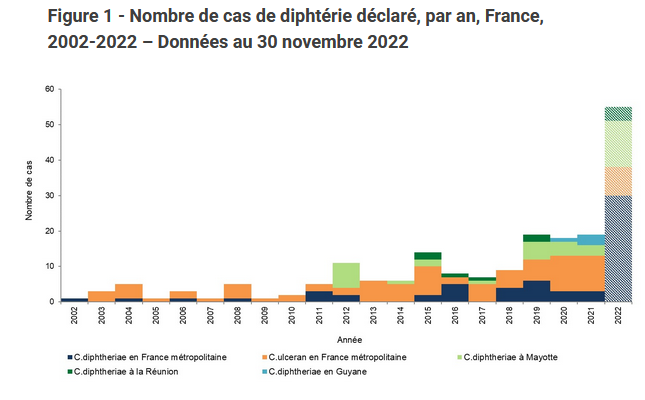 Figure 1 - Nombre de cas de diphtérie déclaré, par an, France,
2002-2022 – Données au 30 novembre 2022
60
50
40
30
20
10
0
Nombre de cas
2002 2003 2004 2005 2006 2007 2008 2009 2010 2011 2012 2013 2014 2015 2016 2017 2018 2019 2020 2021 2022
Année
C.diphtheriae en France métropolitaine C.ulceran en France métropolitaine C.diphtheriae à Mayotte
C.diphtheriae à la Réunion C.diphtheriae en Guyane